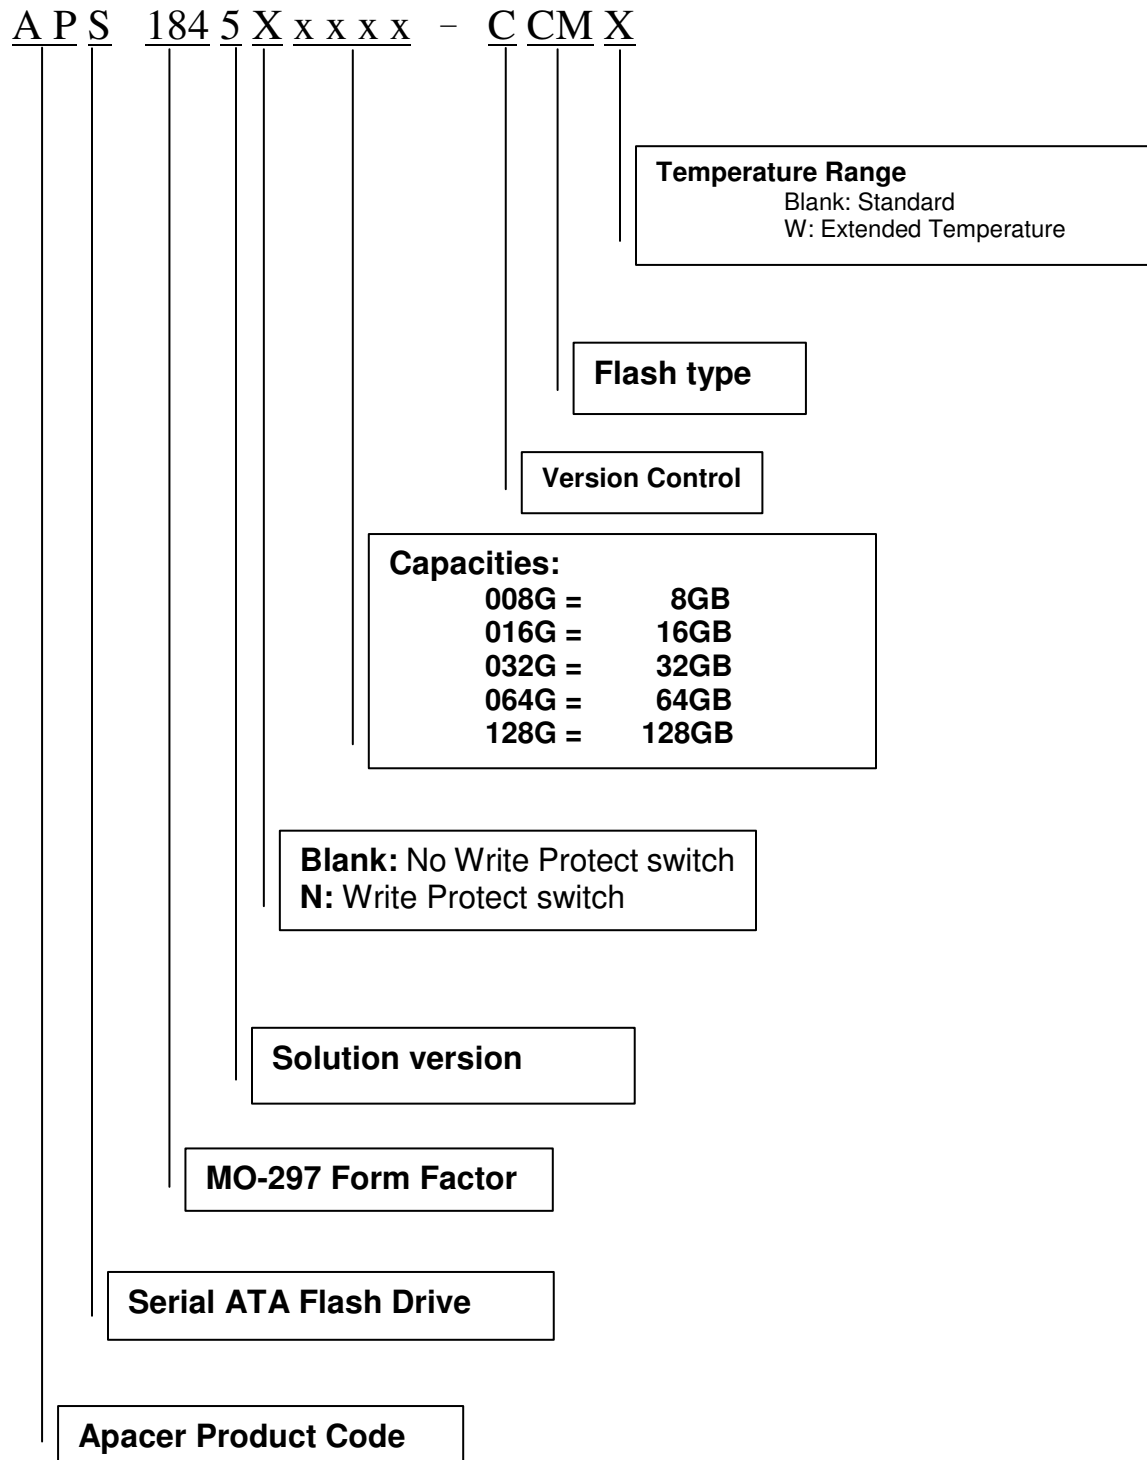 A P S 184 5 X x x x x - C CM X
Temperature Range
Blank: Standard
W: Extended Temperature
Flash type
Version Control
Capacities:
008G = 8GB
016G = 16GB
032G = 32GB
064G = 64GB
128G = 128GB
Blank: No Write Protect switch
N: Write Protect switch
Solution version
MO-297 Form Factor
Serial ATA Flash Drive
Apacer Product Code